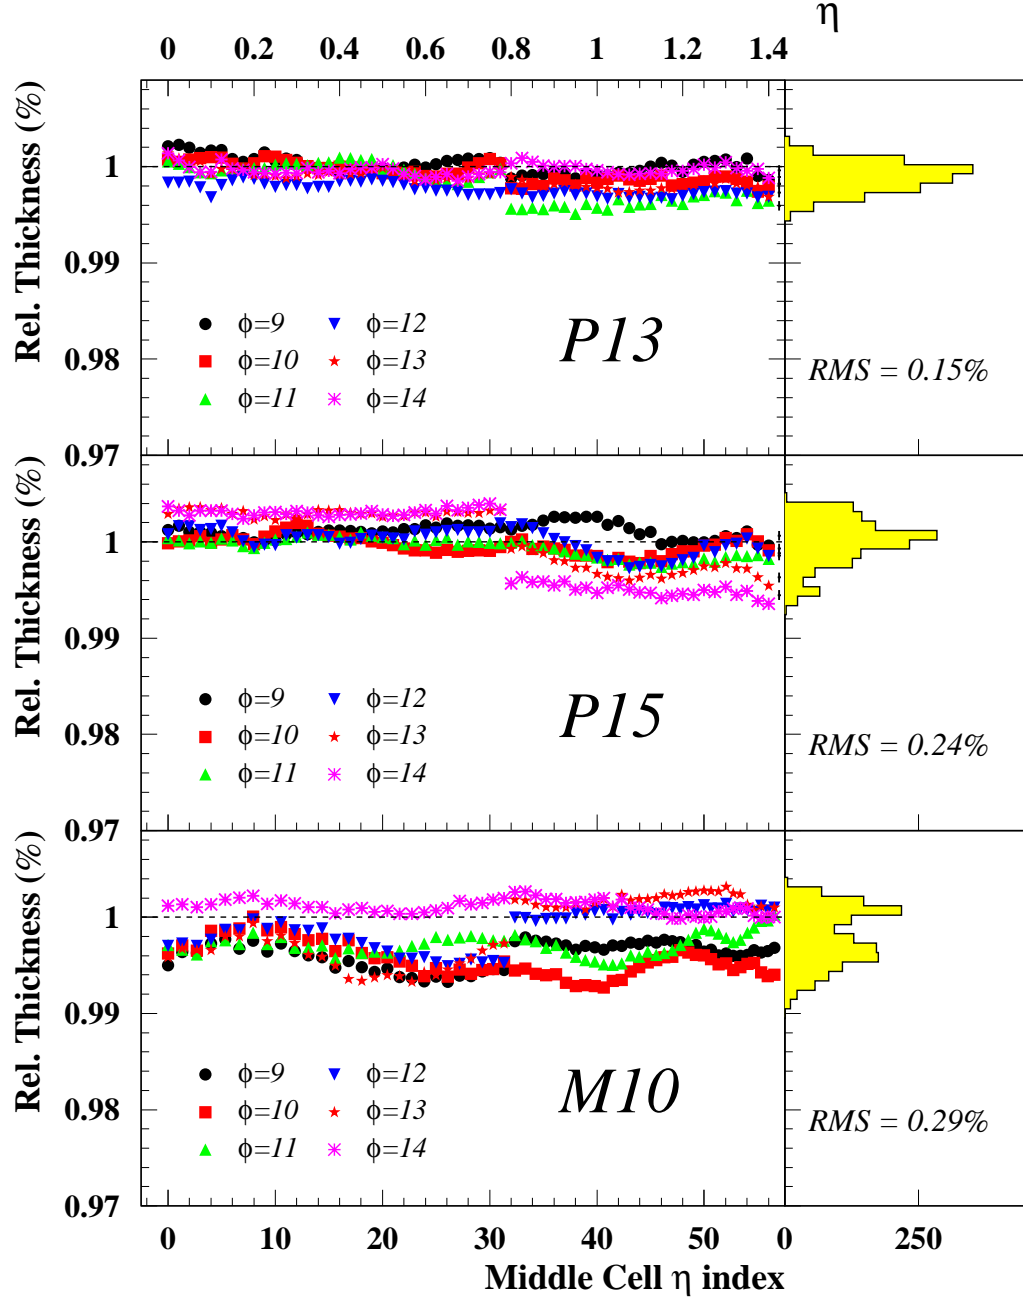 η
0 0.2 0.4 0.6 0.8 1 1.2 1.4
Rel. Thickness (%)
1
0.99
0.98
0.97
ϕ=9 ϕ=12
ϕ=10 ϕ=13
ϕ=11 ϕ=14
P13
RMS = 0.15%
Rel. Thickness (%)
1
0.99
0.98
0.97
ϕ=9 ϕ=12
ϕ=10 ϕ=13
ϕ=11 ϕ=14
P15
RMS = 0.24%
Rel. Thickness (%)
1
0.99
0.98
0.97
ϕ=9 ϕ=12
ϕ=10 ϕ=13
ϕ=11 ϕ=14
M10
RMS = 0.29%
0 10 20 30 40 50 0 250
Middle Cell η index